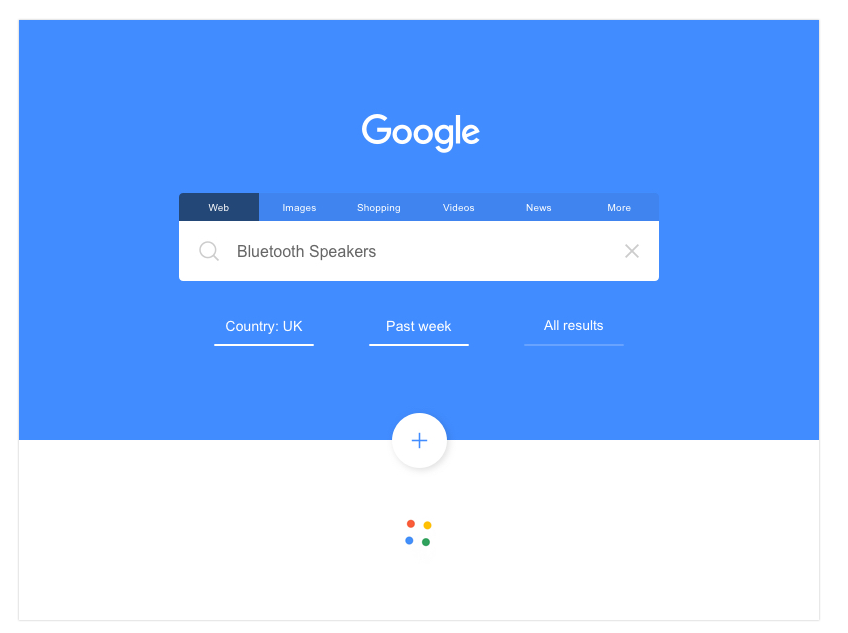 Google
Web Images Shopping Videos News More
Bluetooth Speakers
Country: UK Past week All results